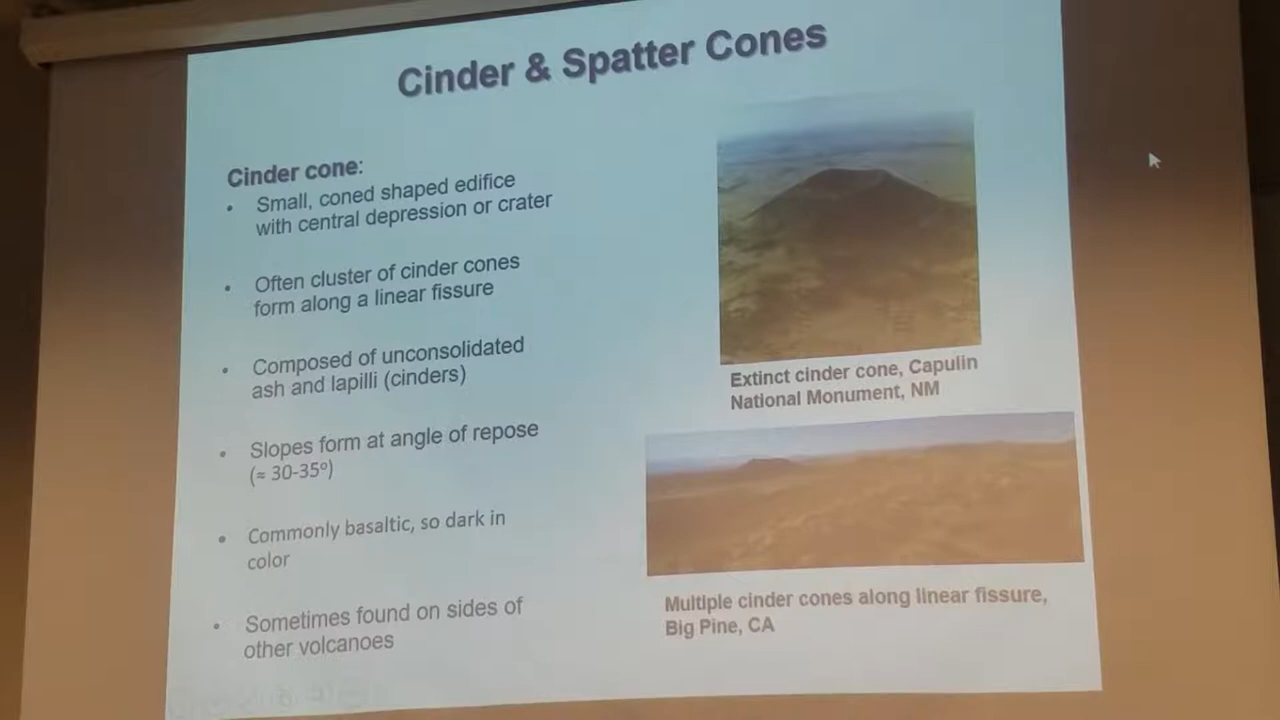 Cinder & Spatter Cones
Cinder cone:
• Small, coned shaped edifice
with central depression or crater
• Often cluster of cinder cones
form along a linear fissure
• Composed of unconsolidated
ash and lapilli (cinders)
• Slopes form at angle of repose
(≈ 30-35°)
• Commonly basaltic, so dark in
color
• Sometimes found on sides of
other volcanoes
Extinct cinder cone, Capulin
National Monument, NM
Multiple cinder cones along linear fissure,
Big Pine, CA